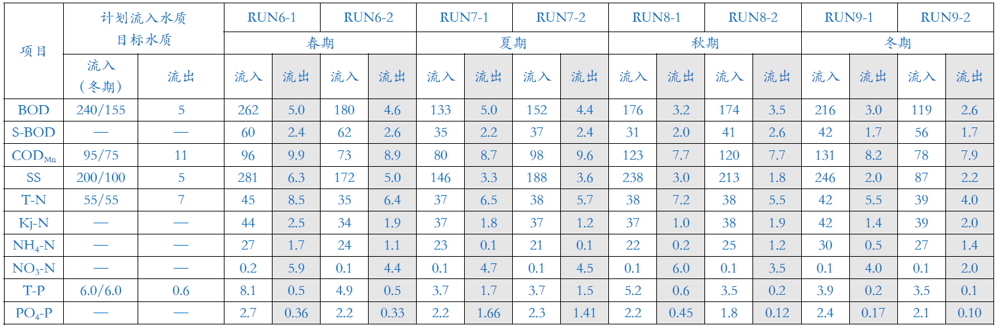 项目 计划流入水质 目标水质 RUN6-1 RUN6-2 RUN7-1 RUN7-2 RUN8-1 RUN8-2 RUN9-1 RUN9-2
春期 夏期 秋期 冬期
流入（冬期） 流出 流入 流出 流入 流出 流入 流出 流入 流出 流入 流出 流入 流出 流入 流出 流入 流出
BOD 240/155 5 262 5.0 180 4.6 133 5.0 152 4.4 176 3.2 174 3.5 216 3.0 119 2.6
S-BOD — — 60 2.4 62 2.6 35 2.2 37 2.4 31 2.0 41 2.6 42 1.7 56 1.7
COD₍Mn₎ 95/75 11 96 9.9 73 8.9 80 8.7 98 9.6 123 7.7 120 7.7 131 8.2 78 7.9
SS 200/100 5 281 6.3 172 5.0 146 3.3 188 3.6 238 3.0 213 1.8 246 2.0 87 2.2
T-N 55/55 7 45 8.5 35 6.4 37 6.5 38 5.7 38 7.2 38 5.5 42 5.5 39 4.0
Kj-N — — 44 2.5 34 1.9 37 1.8 37 1.2 37 1.0 38 1.9 42 1.4 39 2.0
NH₄-N — — 27 1.7 24 1.1 23 0.1 21 0.1 22 0.2 25 1.2 30 0.5 27 1.4
NO₃-N — — 0.2 5.9 0.1 4.4 0.1 4.7 0.1 4.5 0.1 6.0 0.1 3.5 0.1 4.0 0.1 2.0
T-P 6.0/6.0 0.6 8.1 0.5 4.9 0.5 3.7 1.7 3.7 1.5 5.2 0.6 3.5 0.2 3.9 0.2 3.5 0.1
PO₄-P — — 2.7 0.36 2.2 0.33 2.2 1.66 2.3 1.41 2.2 0.45 1.8 0.12 2.4 0.17 2.1 0.10